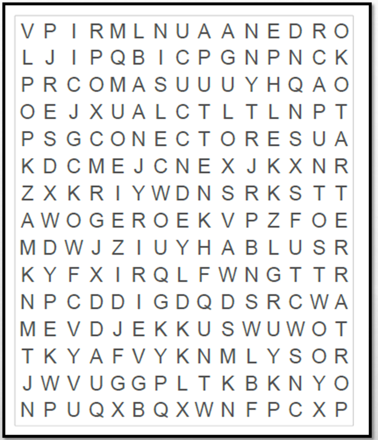 V P I R M L N U A A N E D R O
L J I P Q B I C P G N P N C K
P R C O M A S U U U Y H Q A O
O E J X U A L C T L T L N P T
P S G C O N E C T O R E S U A
K D C M E J C N E X J K X N R
Z X K R I Y W D N S R K S T T
A W O G E R O E K V P Z F O E
M D W J Z I U Y H A B L U S R
K Y F X I R Q L F W N G T T R
N P C D D I G D Q D S R C W A
M E V D J E K K U S W U W O T
T K Y A F V Y K N M L Y S O R
J W V U G G P L T K B K N Y O
N P U Q X B Q X W N F P C X P